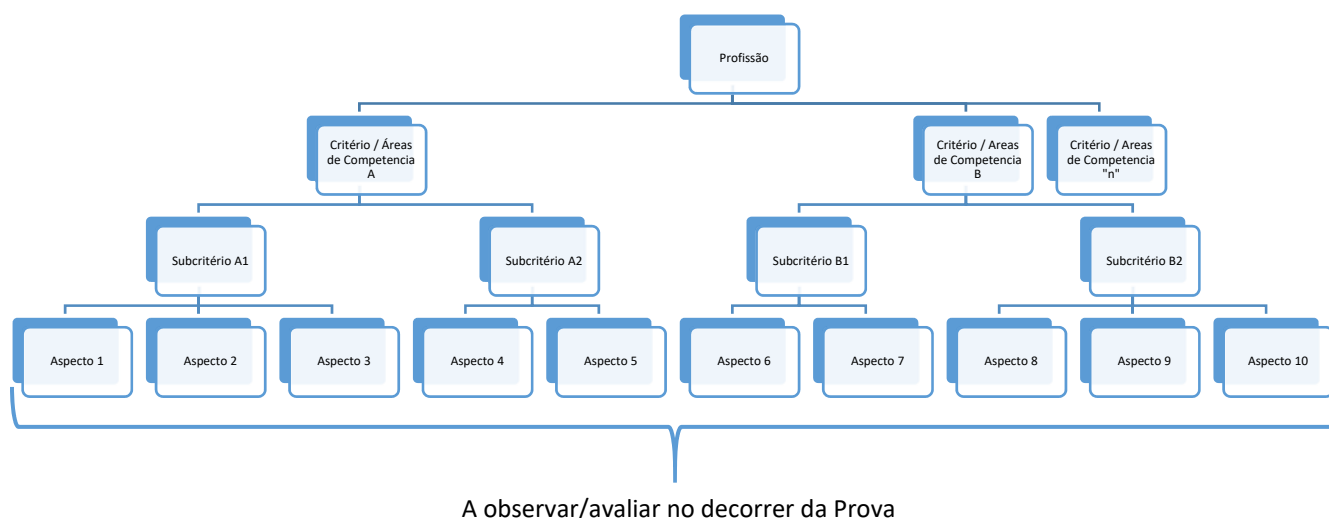 Profissão
Critério / Áreas
de Competencia
A
Critério / Areas
de Competencia
B
Critério / Areas
de Competencia
"n"
Subcritério A1
Subcritério A2
Subcritério B1
Subcritério B2
Aspecto 1
Aspecto 2
Aspecto 3
Aspecto 4
Aspecto 5
Aspecto 6
Aspecto 7
Aspecto 8
Aspecto 9
Aspecto 10
A observar/avaliar no decorrer da Prova